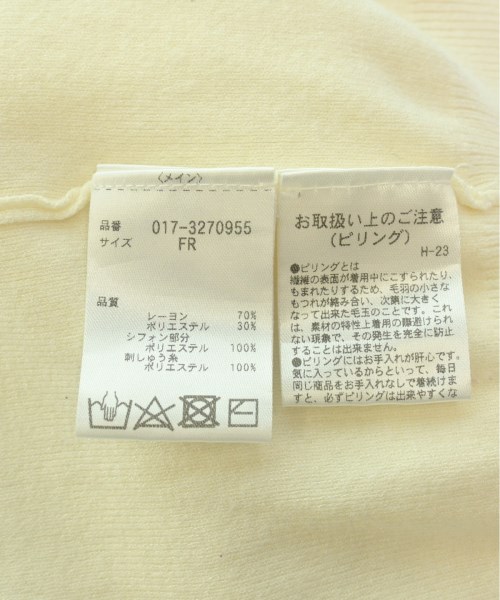 〈メイン〉
品番 017-3270955
サイズ FR
品質
レーヨン 70%
ポリエステル 30%
シフォン部分
ポリエステル 100%
刺しゅう糸
ポリエステル 100%
お取扱い上のご注意
(ピリング)
H-23
●ピリングとは
繊維の表面が着用中にこすられたり、
もまれたりするため、毛羽の小さな
もつれが絡み合い、次第に大きく
なって出来た毛玉のことです。これ
は、素材の特性上着用の際避けられ
ない現象で、その発生を完全に防止
することは出来ません。
●ピリングにはお手入れが肝心です。
気に入っているからといって、毎日
同じ商品をお手入れなしで着続けま
すと、必ずピリングは出来やすくな